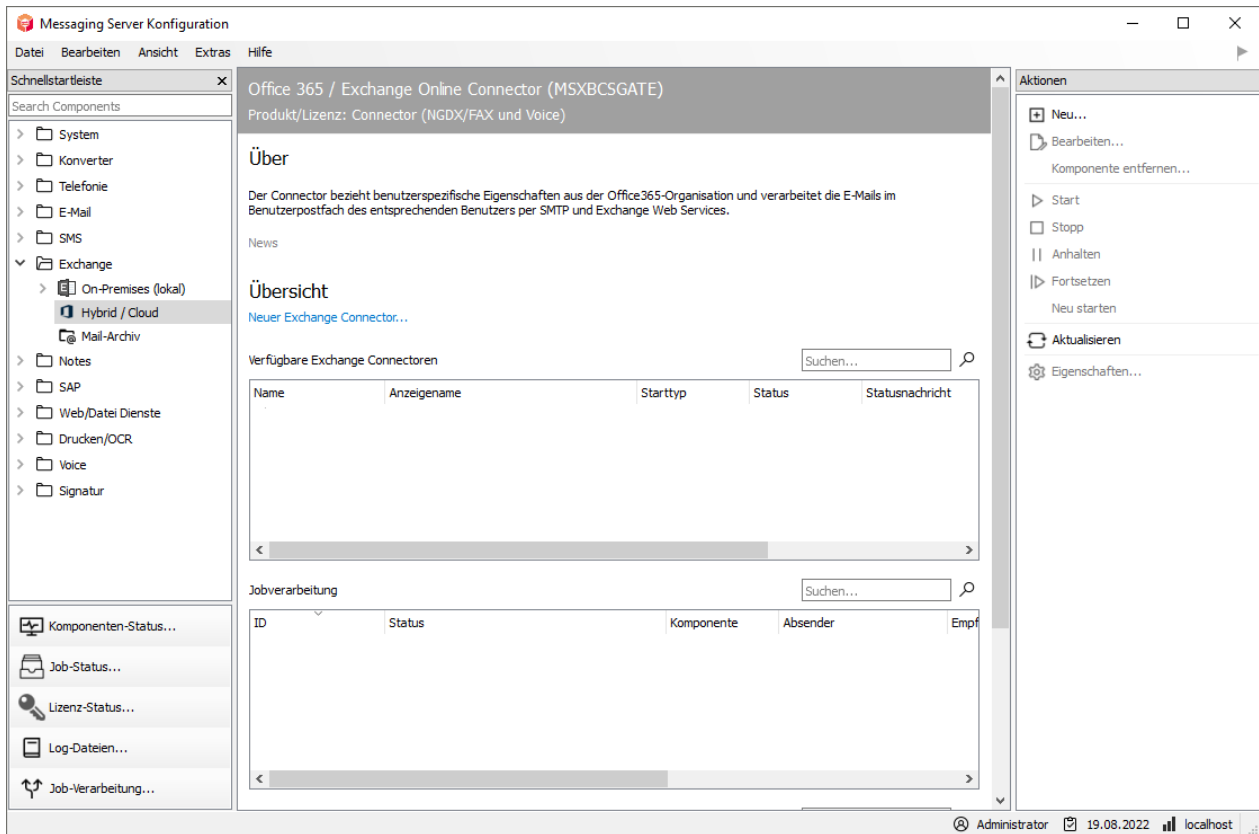 Messaging Server Konfiguration
Datei Bearbeiten Ansicht Extras Hilfe
Schnellstartleiste
Search Components
System
Konverter
Telefonie
E-Mail
SMS
Exchange
On-Premises (lokal)
Hybrid / Cloud
Mail-Archiv
Notes
SAP
Web/Datei Dienste
Drucken/OCR
Voice
Signatur
Komponenten-Status...
Job-Status...
Lizenz-Status...
Log-Dateien...
Job-Verarbeitung...
Office 365 / Exchange Online Connector (MSXBCSGATE)
Produkt/Lizenz: Connector (NGDX/FAX und Voice)
Über
Der Connector bezieht benutzerspezifische Eigenschaften aus der Office365-Organisation und verarbeitet die E-Mails im
Benutzerpostfach des entsprechenden Benutzers per SMTP und Exchange Web Services.
News
Übersicht
Neuer Exchange Connector...
Verfügbare Exchange Connectoren Suchen...
Name Anzeigename Starttyp Status Statusnachricht
Jobverarbeitung Suchen...
ID Status Komponente Absender Empf
Aktionen
Neu...
Bearbeiten...
Komponente entfernen...
Start
Stopp
Anhalten
Fortsetzen
Neu starten
Aktualisieren
Eigenschaften...
Administrator 19.08.2022 localhost